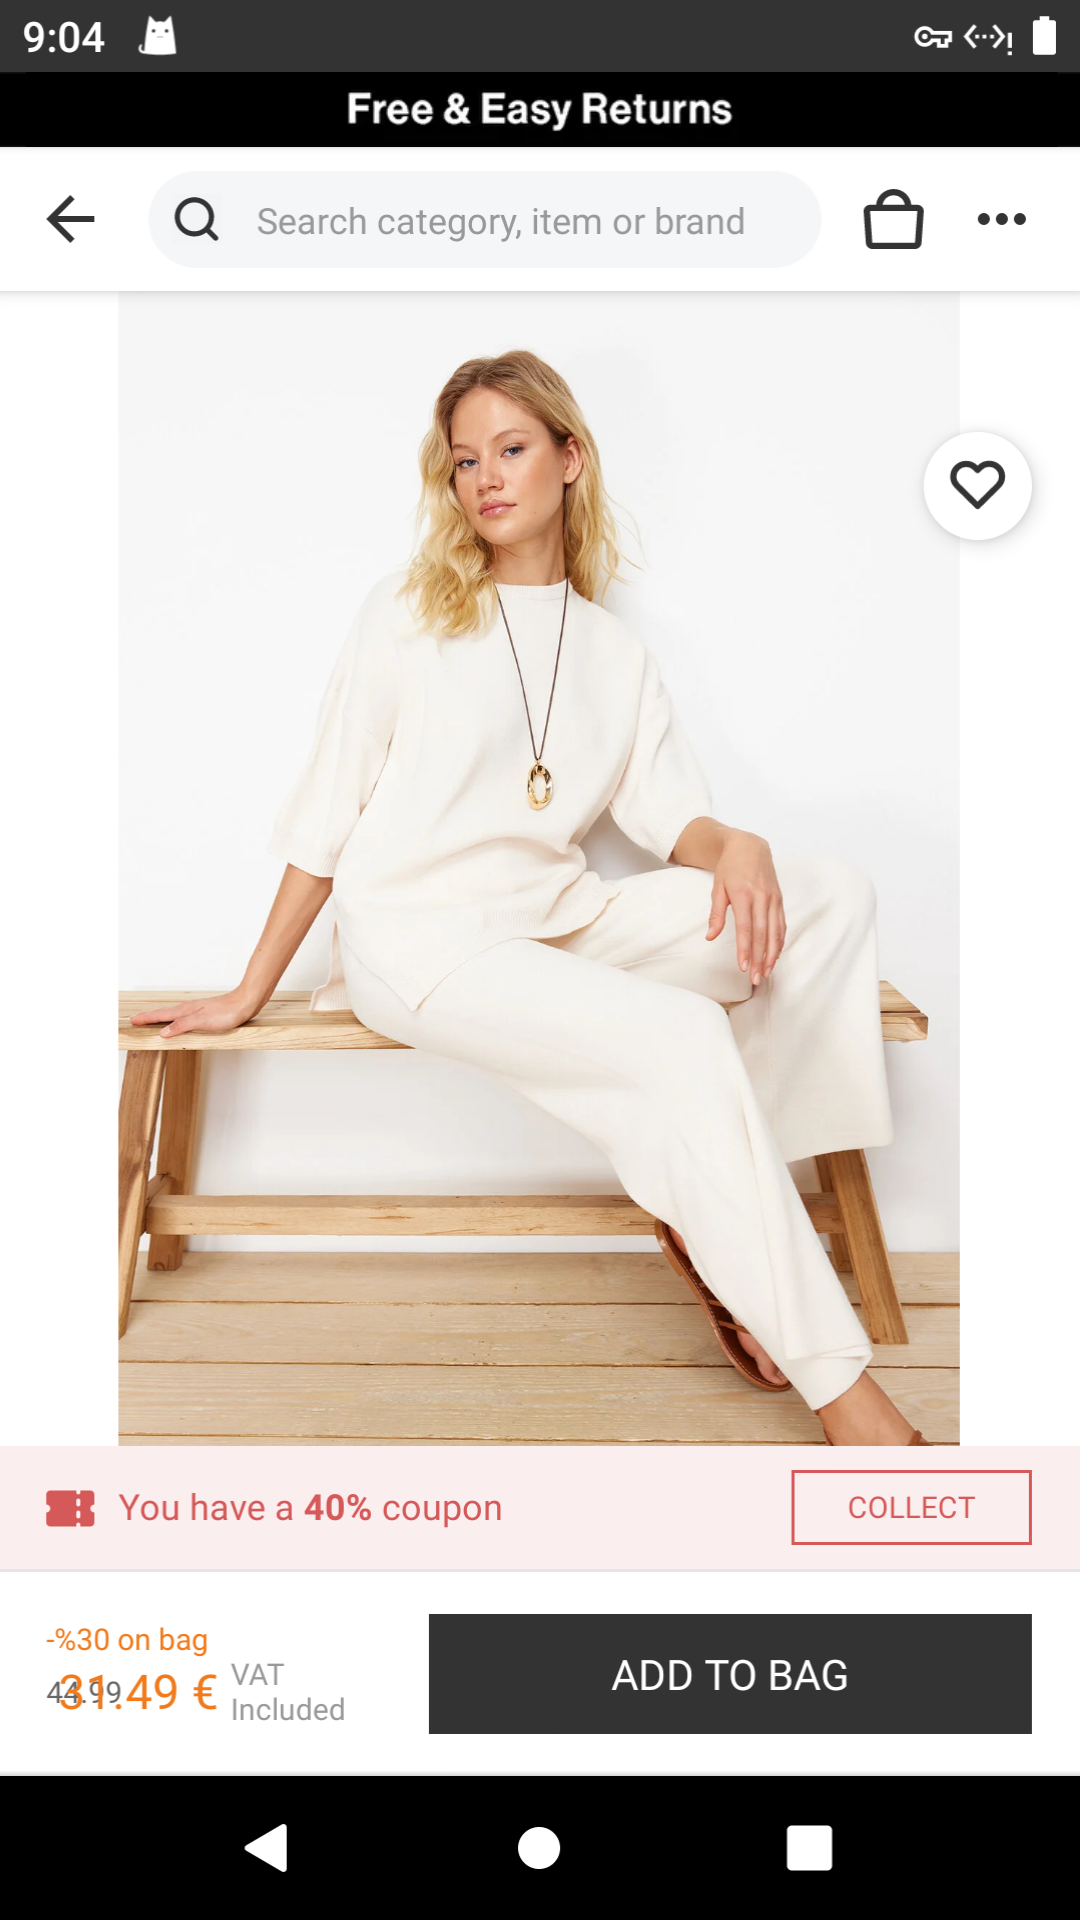 9:04
Free & Easy Returns
Search category, item or brand
You have a 40% coupon
COLLECT
-%30 on bag
44.99
31.49 €
VAT
Included
ADD TO BAG